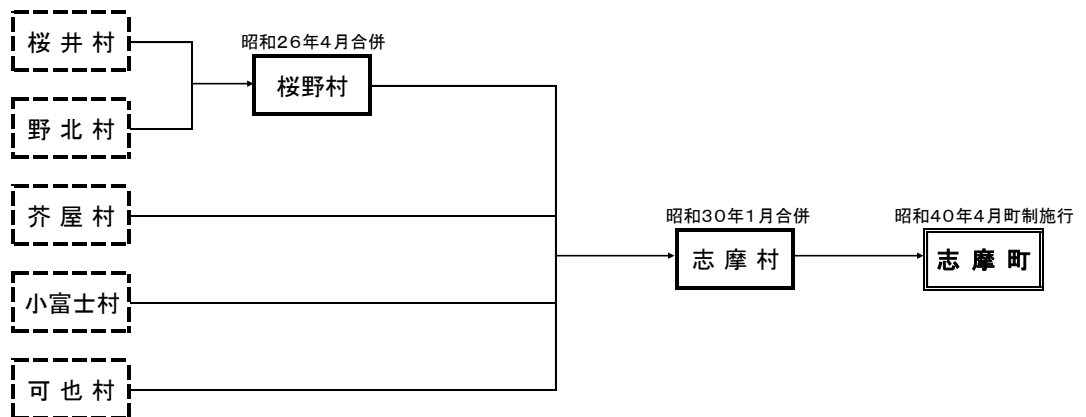 桜井村
昭和26年4月合併
桜野村
野北村
芥屋村
昭和30年1月合併
昭和40年4月町制施行
志摩村
志摩町
小富士村
可也村